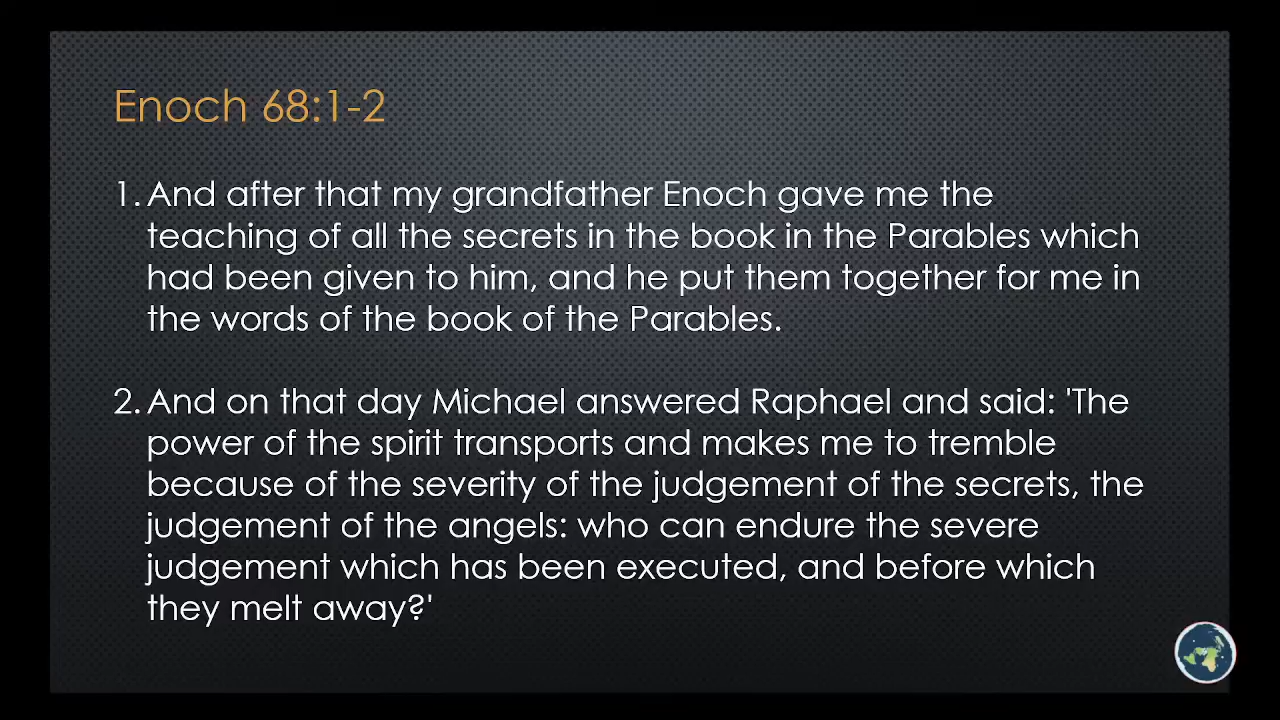 Enoch 68:1-2
1. And after that my grandfather Enoch gave me the
teaching of all the secrets in the book in the Parables which
had been given to him, and he put them together for me in
the words of the book of the Parables.
2. And on that day Michael answered Raphael and said: 'The
power of the spirit transports and makes me to tremble
because of the severity of the judgement of the secrets, the
judgement of the angels: who can endure the severe
judgement which has been executed, and before which
they melt away?'